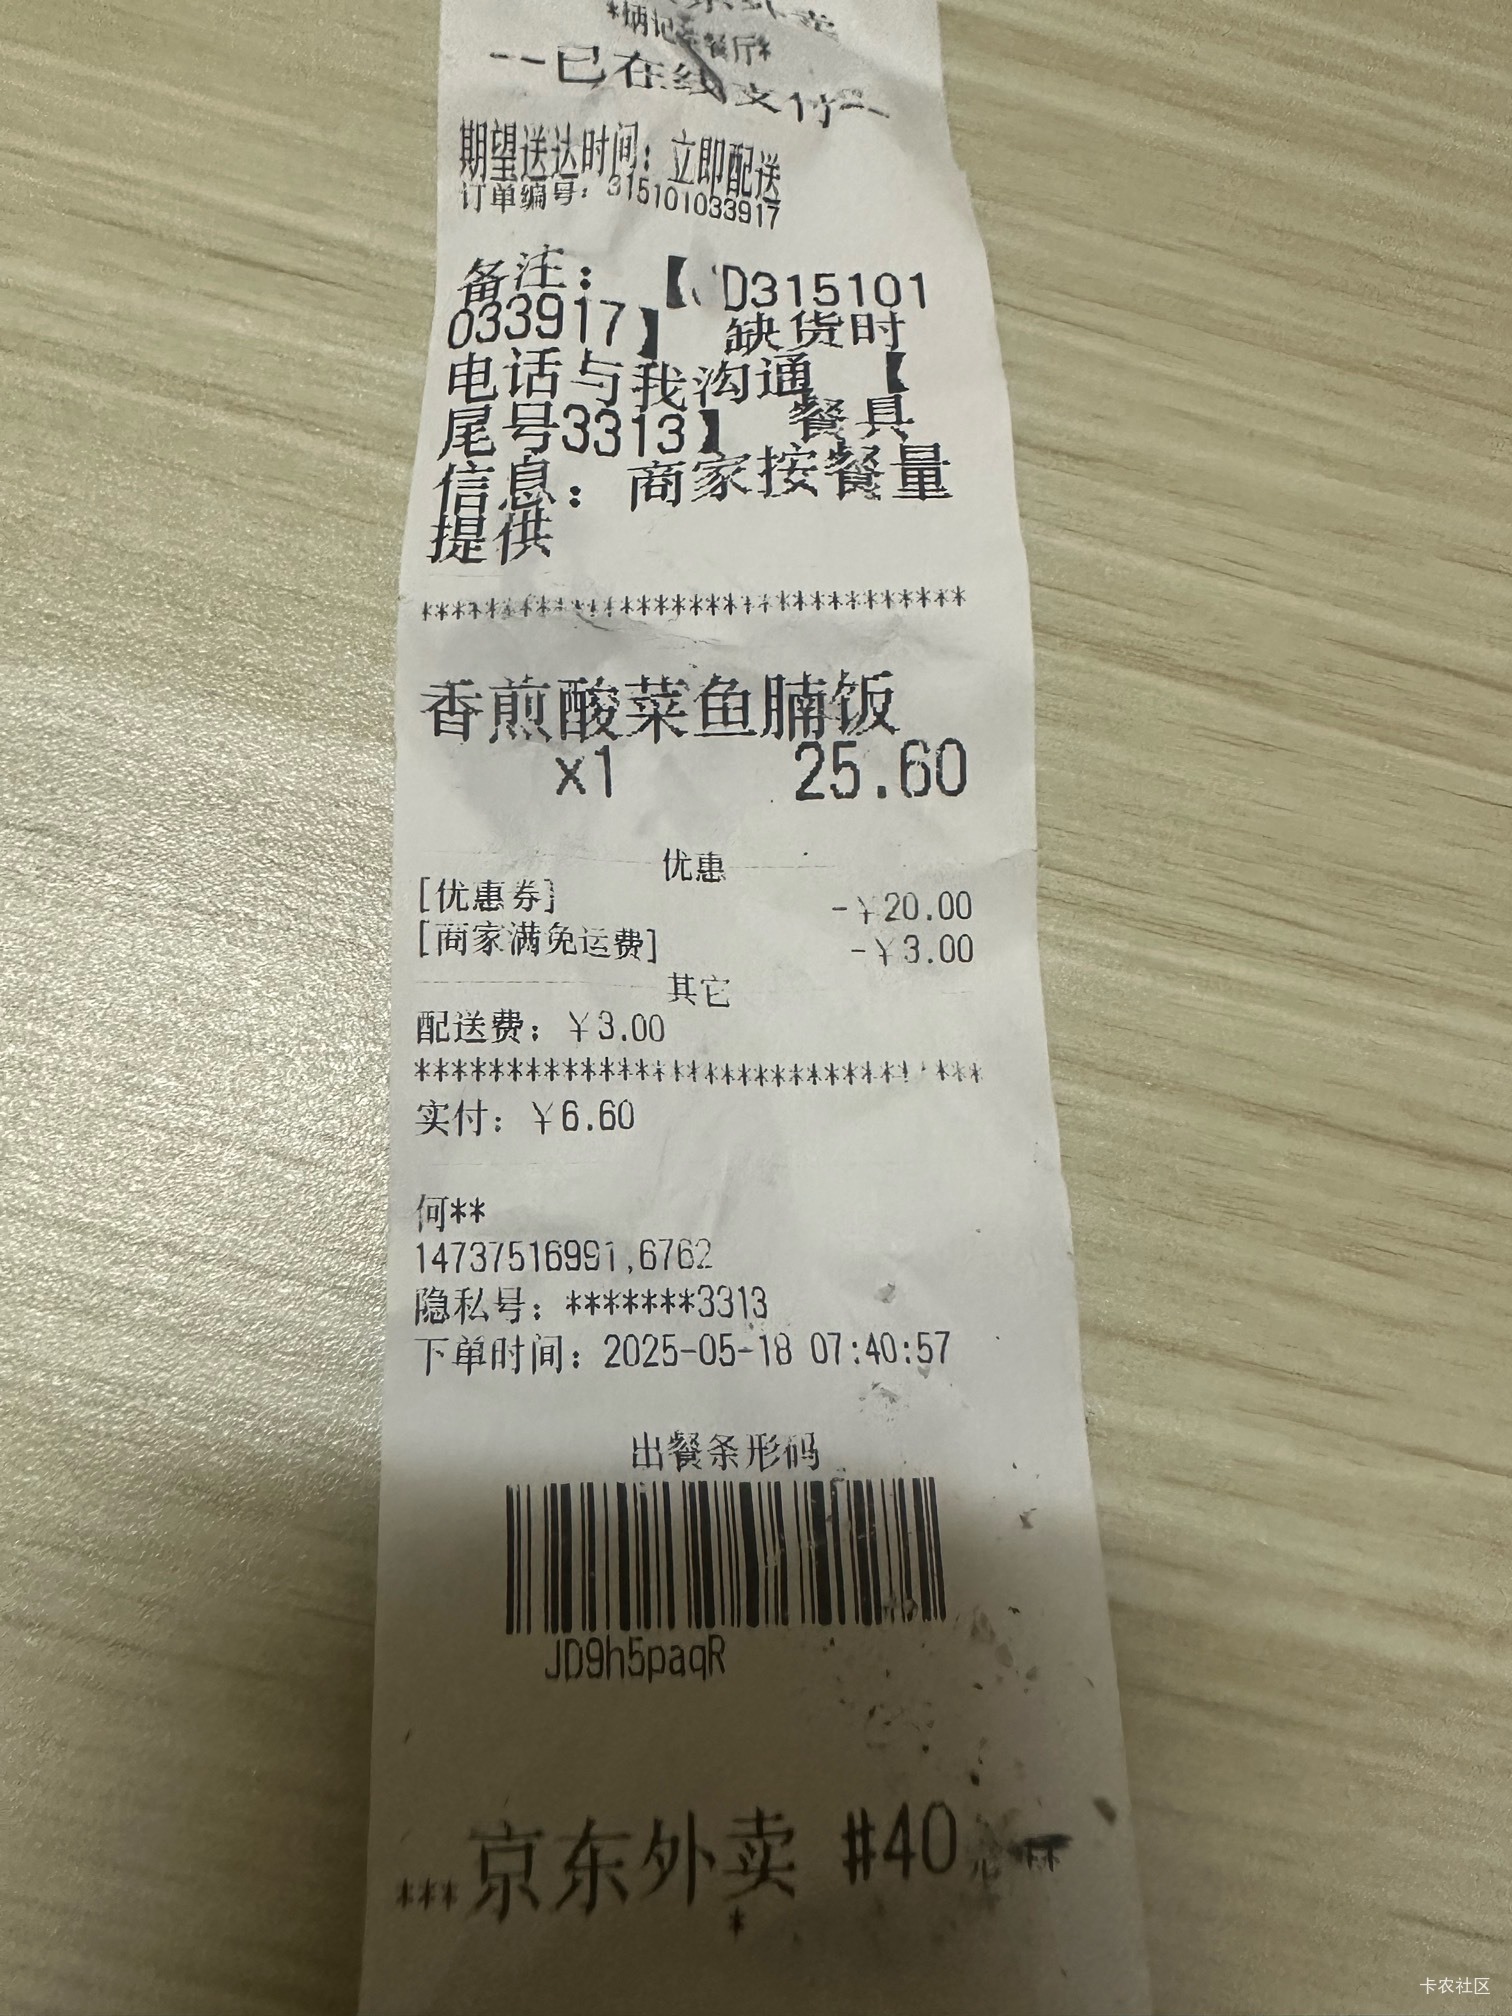 *炳记茶餐厅*
--已在线支付--
期望送达时间：立即配送
订单编号：315101033917
备注：【JD315101
033917】 缺货时
电话与我沟通 【
尾号3313】 餐具
信息：商家按餐量
提供
香煎酸菜鱼腩饭
x1 25.60
优惠
[优惠券] -￥20.00
[商家满免运费] -￥3.00
其它
配送费：￥3.00
实付：￥6.60
何**
14737516991,6762
隐私号：*******3313
下单时间：2025-05-18 07:40:57
出餐条形码
JD9h5paqR
***京东外卖 #40
*
卡农社区